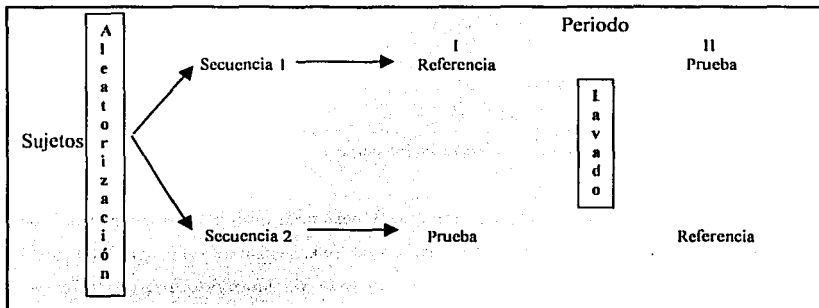 Periodo
Aleatorización
I
II
Secuencia 1
Referencia
Prueba
Lavado
Sujetos
Secuencia 2
Prueba
Referencia